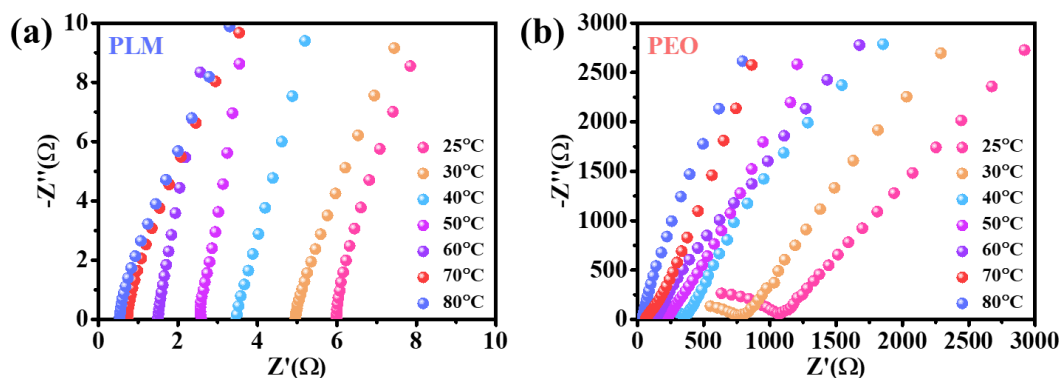 (a)
PLM
-Z''(Ω)
10
8
6
4
2
0
25°C
30°C
40°C
50°C
60°C
70°C
80°C
0 2 4 6 8 10
Z'(Ω)
(b)
PEO
-Z''(Ω)
3000
2500
2000
1500
1000
500
0
25°C
30°C
40°C
50°C
60°C
70°C
80°C
0 500 1000 1500 2000 2500 3000
Z'(Ω)